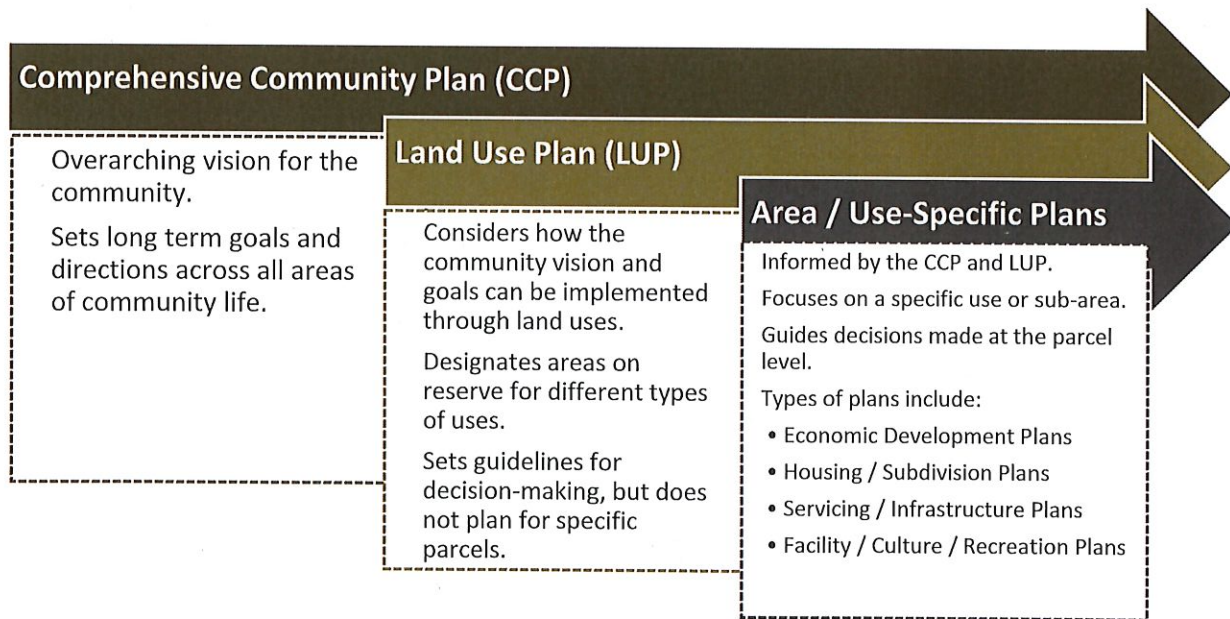 Comprehensive Community Plan (CCP)
Overarching vision for the
community.
Sets long term goals and
directions across all areas
of community life.
Land Use Plan (LUP)
Considers how the
community vision and
goals can be implemented
through land uses.
Designates areas on
reserve for different types
of uses.
Sets guidelines for
decision-making, but does
not plan for specific
parcels.
Area / Use-Specific Plans
Informed by the CCP and LUP.
Focuses on a specific use or sub-area.
Guides decisions made at the parcel
level.
Types of plans include:
• Economic Development Plans
• Housing / Subdivision Plans
• Servicing / Infrastructure Plans
• Facility / Culture / Recreation Plans